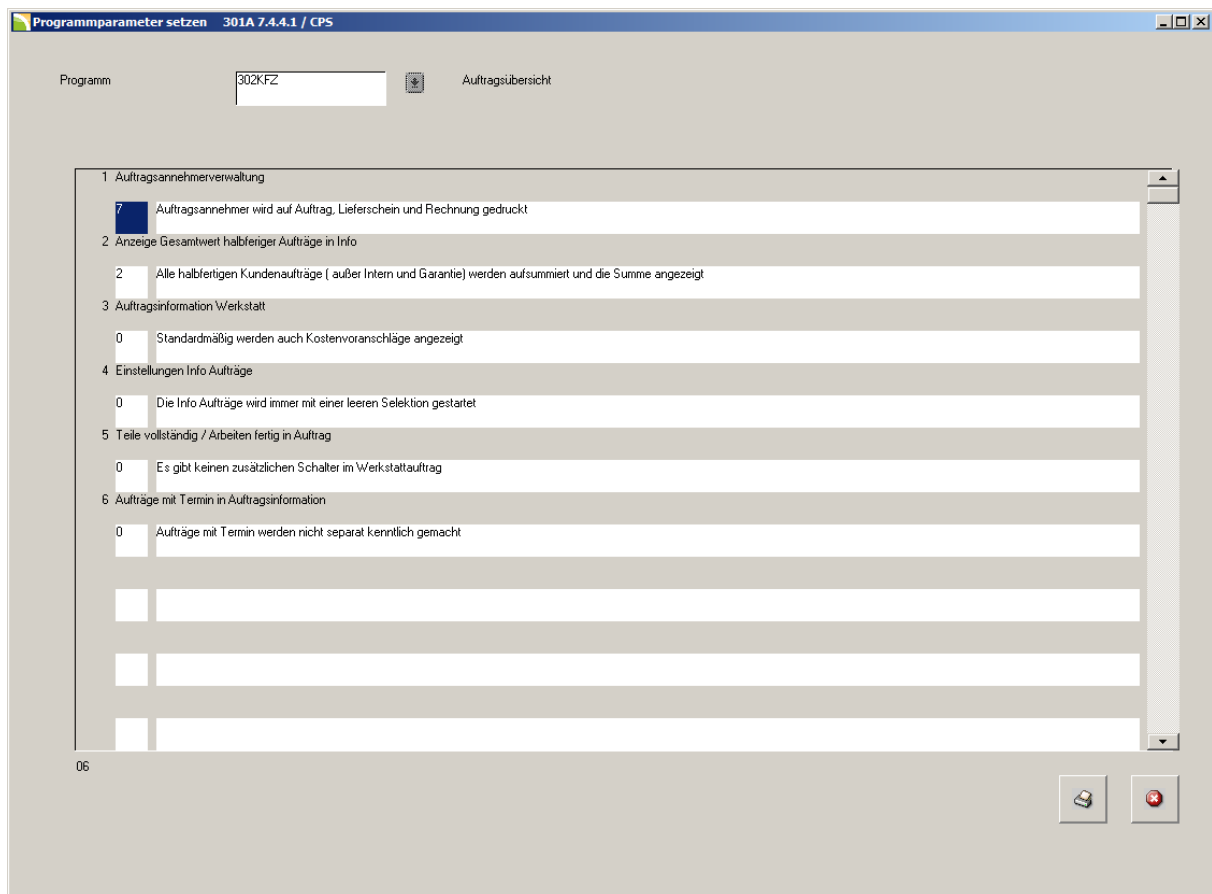 Programmparameter setzen 301A 7.4.4.1 / CPS
Programm 302KFZ Auftragsübersicht
1 Auftragsannehmerverwaltung
7 Auftragsannehmer wird auf Auftrag, Lieferschein und Rechnung gedruckt
2 Anzeige Gesamtwert halbferiger Aufträge in Info
2 Alle halbfertigen Kundenaufträge ( außer Intern und Garantie) werden aufsummiert und die Summe angezeigt
3 Auftragsinformation Werkstatt
0 Standardmäßig werden auch Kostenvoranschläge angezeigt
4 Einstellungen Info Aufträge
0 Die Info Aufträge wird immer mit einer leeren Selektion gestartet
5 Teile vollständig / Arbeiten fertig in Auftrag
0 Es gibt keinen zusätzlichen Schalter im Werkstattauftrag
6 Aufträge mit Termin in Auftragsinformation
0 Aufträge mit Termin werden nicht separat kenntlich gemacht
06